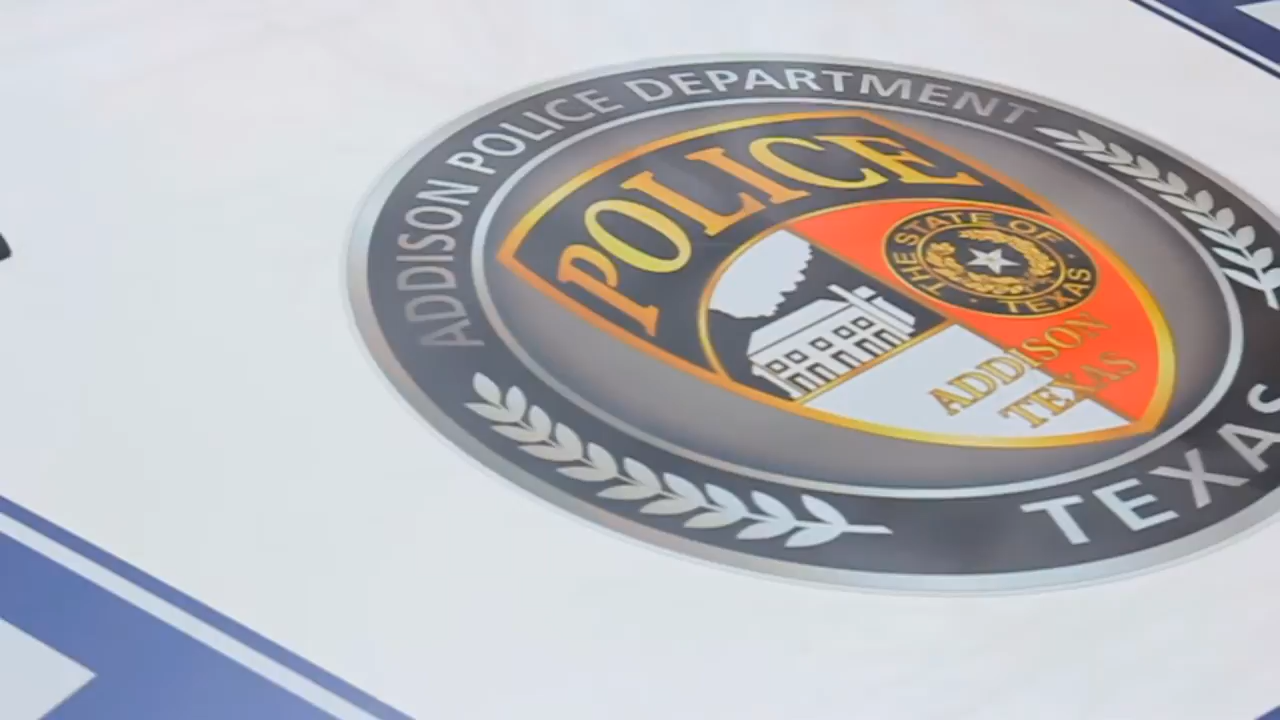 ADDISON POLICE DEPARTMENT
POLICE
THE STATE OF
TEXAS
ADDISON
TEXAS
TEXAS